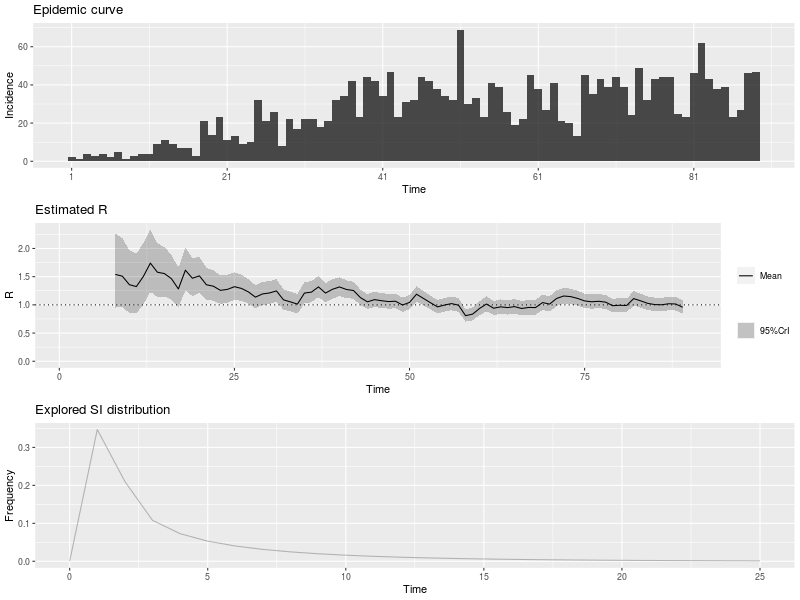 Epidemic curve
Incidence
60
40
20
0
1 21 41 61 81
Time
Estimated R
R
2.0
1.5
1.0
0.5
0.0
0 25 50 75
Time
Mean
95%CrI
Explored SI distribution
Frequency
0.3
0.2
0.1
0.0
0 5 10 15 20 25
Time